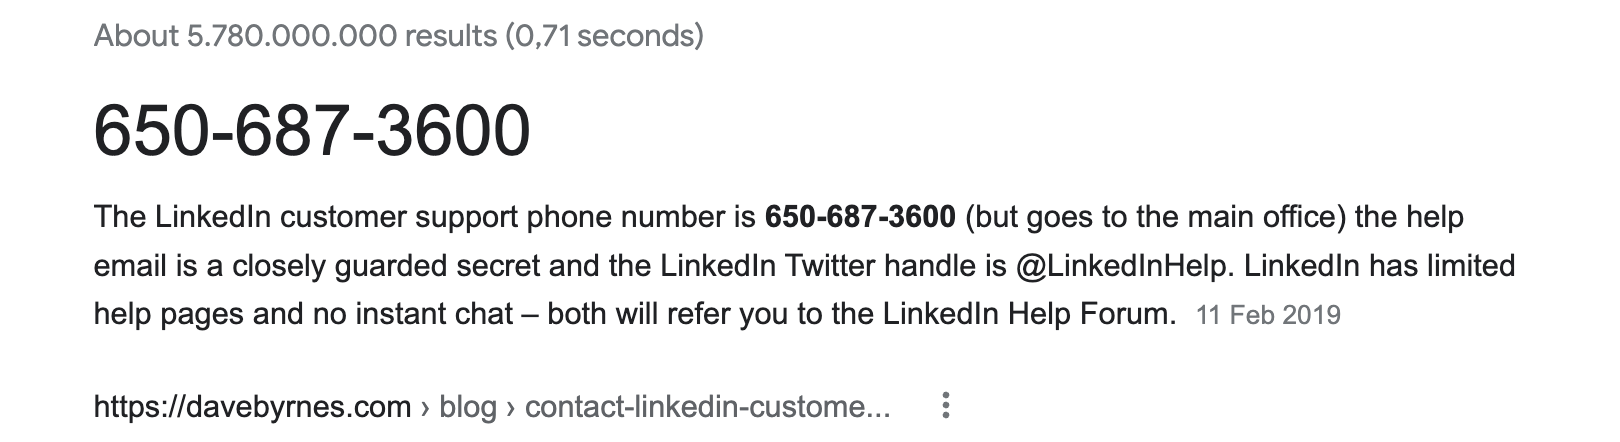 About 5.780.000.000 results (0,71 seconds)
650-687-3600
The LinkedIn customer support phone number is 650-687-3600 (but goes to the main office) the help
email is a closely guarded secret and the LinkedIn Twitter handle is @LinkedInHelp. LinkedIn has limited
help pages and no instant chat – both will refer you to the LinkedIn Help Forum. 11 Feb 2019
https://davebyrnes.com › blog › contact-linkedin-custome...